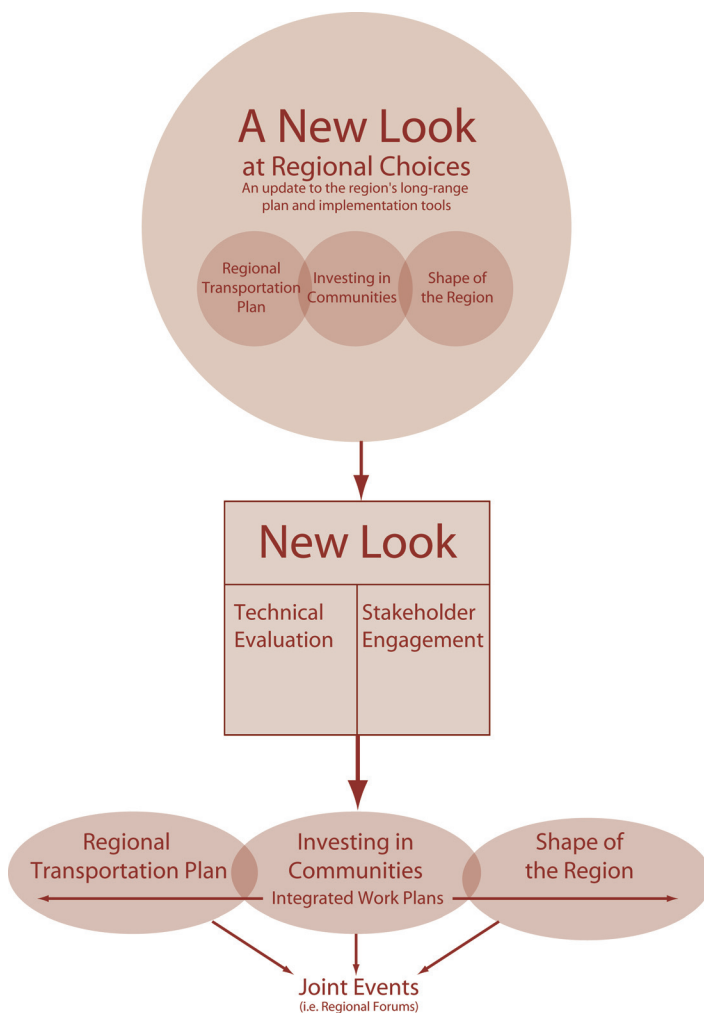 A New Look
at Regional Choices
An update to the region's long-range
plan and implementation tools
Regional
Transportation
Plan
Investing in
Communities
Shape of
the Region
New Look
Technical
Evaluation
Stakeholder
Engagement
Regional
Transportation Plan
Investing in
Communities
Shape of
the Region
Integrated Work Plans
Joint Events
(i.e. Regional Forums)